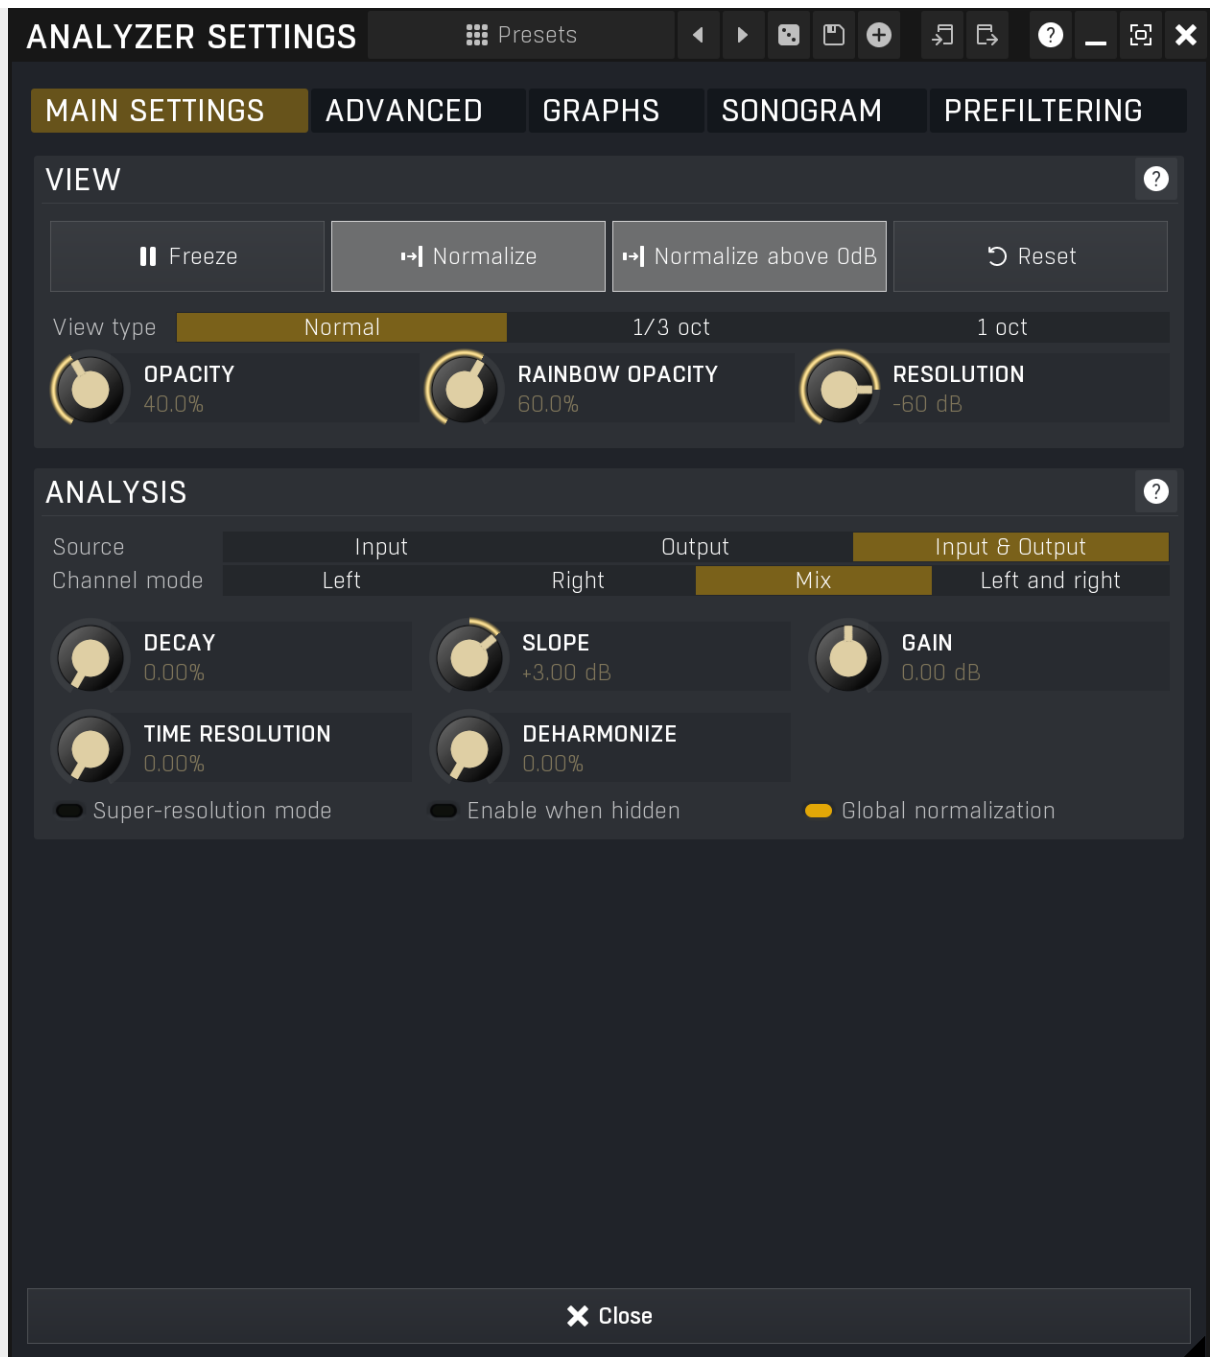 ANALYZER SETTINGS Presets
MAIN SETTINGS ADVANCED GRAPHS SONOGRAM PREFILTERING
VIEW ?
Freeze Normalize Normalize above 0dB Reset
View type Normal 1/3 oct 1 oct
OPACITY RAINBOW OPACITY RESOLUTION
40.0% 60.0% -60 dB
ANALYSIS ?
Source Input Output Input & Output
Channel mode Left Right Mix Left and right
DECAY SLOPE GAIN
0.00% +3.00 dB 0.00 dB
TIME RESOLUTION DEHARMONIZE
0.00% 0.00%
Super-resolution mode Enable when hidden Global normalization
Close